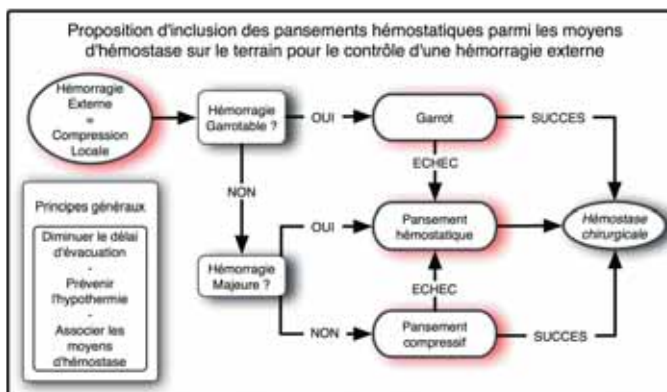 Proposition d'inclusion des pansements hémostatiques parmi les moyens
d'hémostase sur le terrain pour le contrôle d'une hémorragie externe
Hémorragie
Externe
=
Compression
Locale
Hémorragie
Garrotable ?
OUI
Garrot
SUCCES
ECHEC
NON
Principes généraux
Diminuer le délai
d'évacuation
-
Prévenir
l'hypothermie
-
Associer les
moyens
d'hémostase
Hémorragie
Majeure ?
OUI
Pansement
hémostatique
Hémostase
chirurgicale
ECHEC
NON
Pansement
compressif
SUCCES